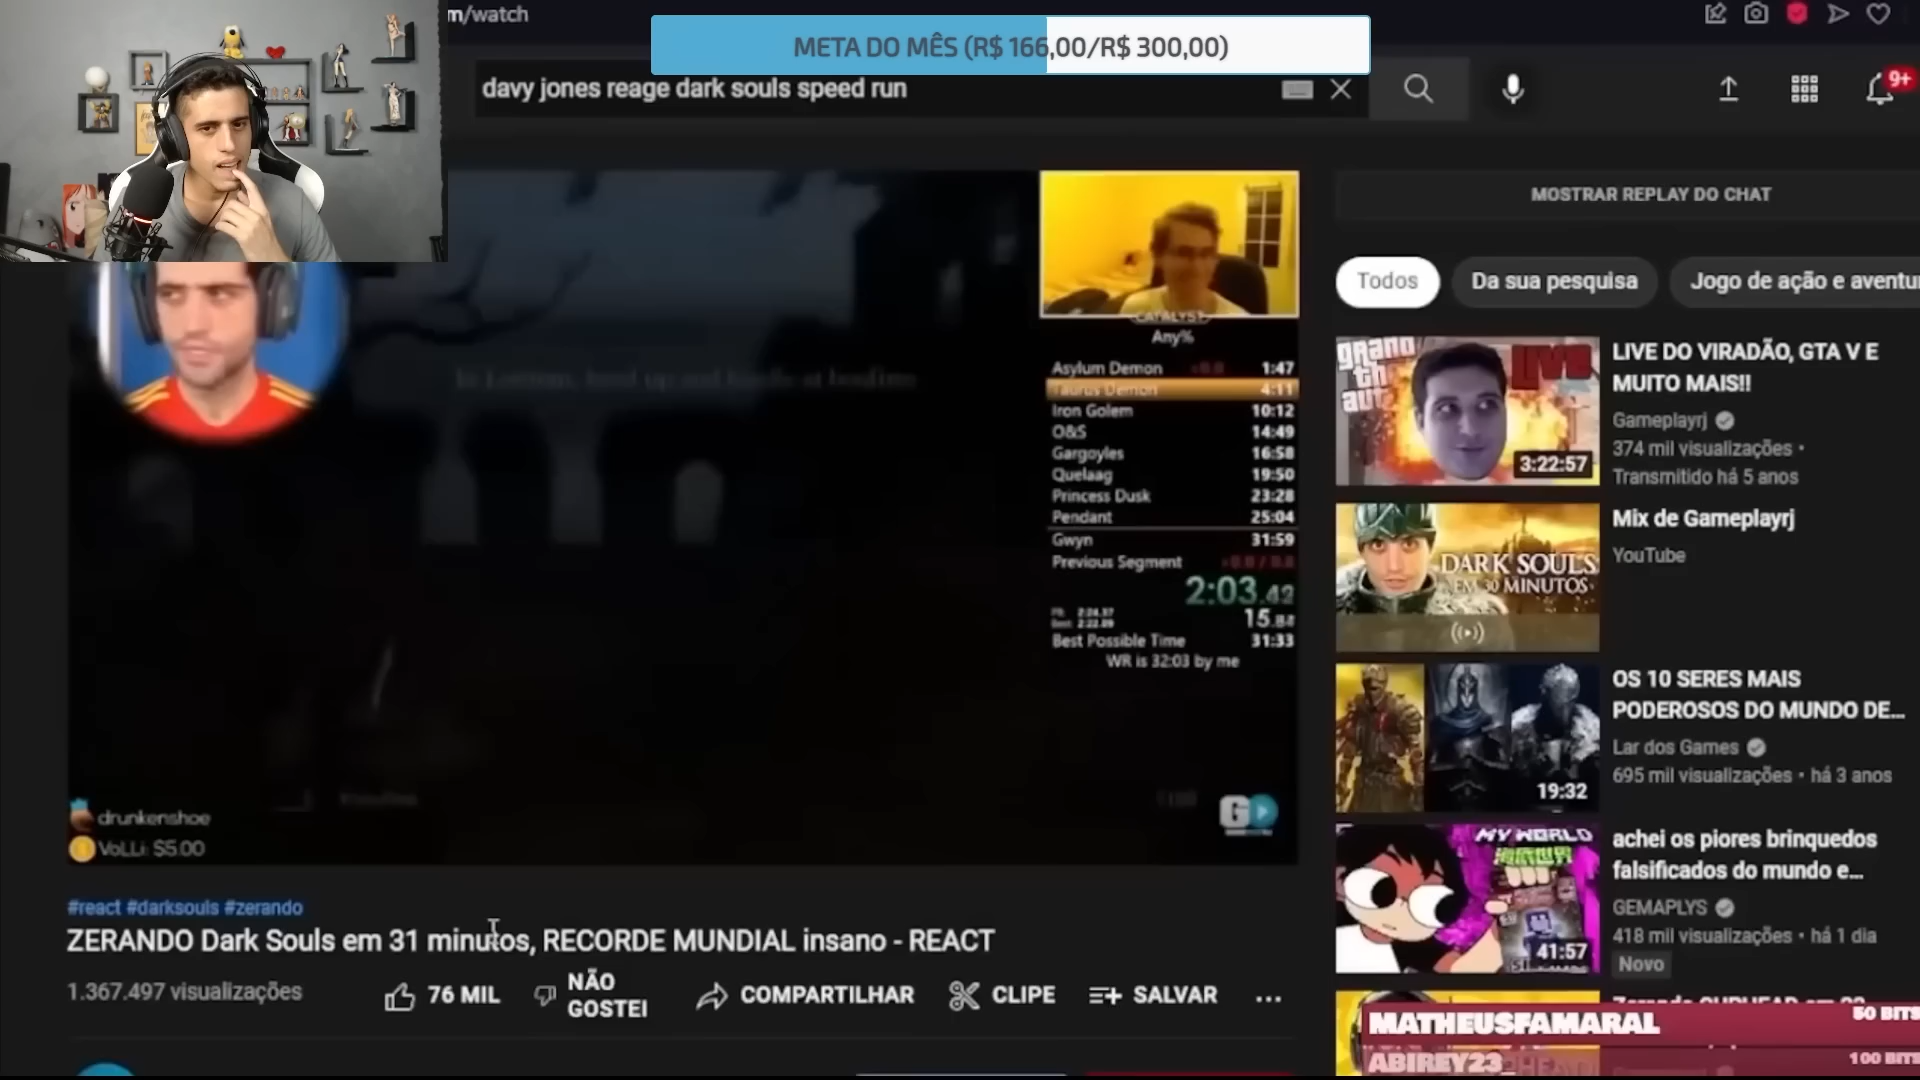 m/watch
META DO MÊS (R$ 166,00/R$ 300,00)
davy jones reage dark souls speed run
9+
MOSTRAR REPLAY DO CHAT
Todos
Da sua pesquisa
Jogo de ação e aventu
CATALYST
Any%
Asylum Demon 1:47
Taurus Demon 4:11
Iron Golem 10:12
O&S 14:49
Gargoyles 16:58
Quelaag 19:50
Princess Dusk 23:28
Pendant 25:04
Gwyn 31:59
Previous Segment
2:03.42
Best Possible Time 31:33
WR is 32:03 by me
drunkenshoe
VoLLi: $5.00
#react #darksouls #zerando
ZERANDO Dark Souls em 31 minutos, RECORDE MUNDIAL insano - REACT
1.367.497 visualizações
76 MIL
NÃO
GOSTEI
COMPARTILHAR
CLIPE
SALVAR
grand
LIVE
3:22:57
LIVE DO VIRADÃO, GTA V E
MUITO MAIS!!
Gameplayrj
374 mil visualizações •
Transmitido há 5 anos
DARK SOULS
EM 30 MINUTOS
Mix de Gameplayrj
YouTube
19:32
OS 10 SERES MAIS
PODEROSOS DO MUNDO DE...
Lar dos Games
695 mil visualizações • há 3 anos
MY WORLD
41:57
achei os piores brinquedos
falsificados do mundo e...
GEMAPLYS
418 mil visualizações • há 1 dia
Novo
MATHEUSFAMARAL 50 BITS
ABIREY23_ 100 BITS